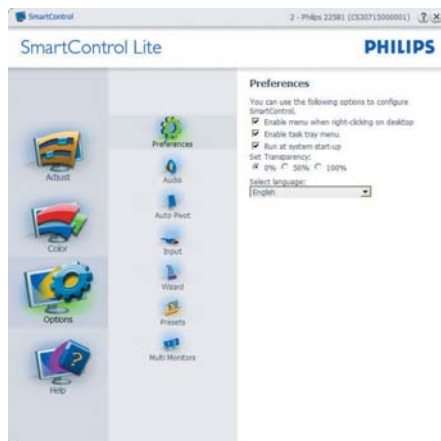 SmartControl
2 - Philips 225B1 (CS30715000001)
SmartControl Lite
PHILIPS
Adjust
Color
Options
Help
Preferences
Audio
Auto Pivot
Input
Wizard
Presets
Multi Monitors
Preferences
You can use the following options to configure
SmartControl.
Enable menu when right-clicking on desktop
Enable task tray menu
Run at system start-up
Set Transparency:
0% 50% 100%
Select language:
English